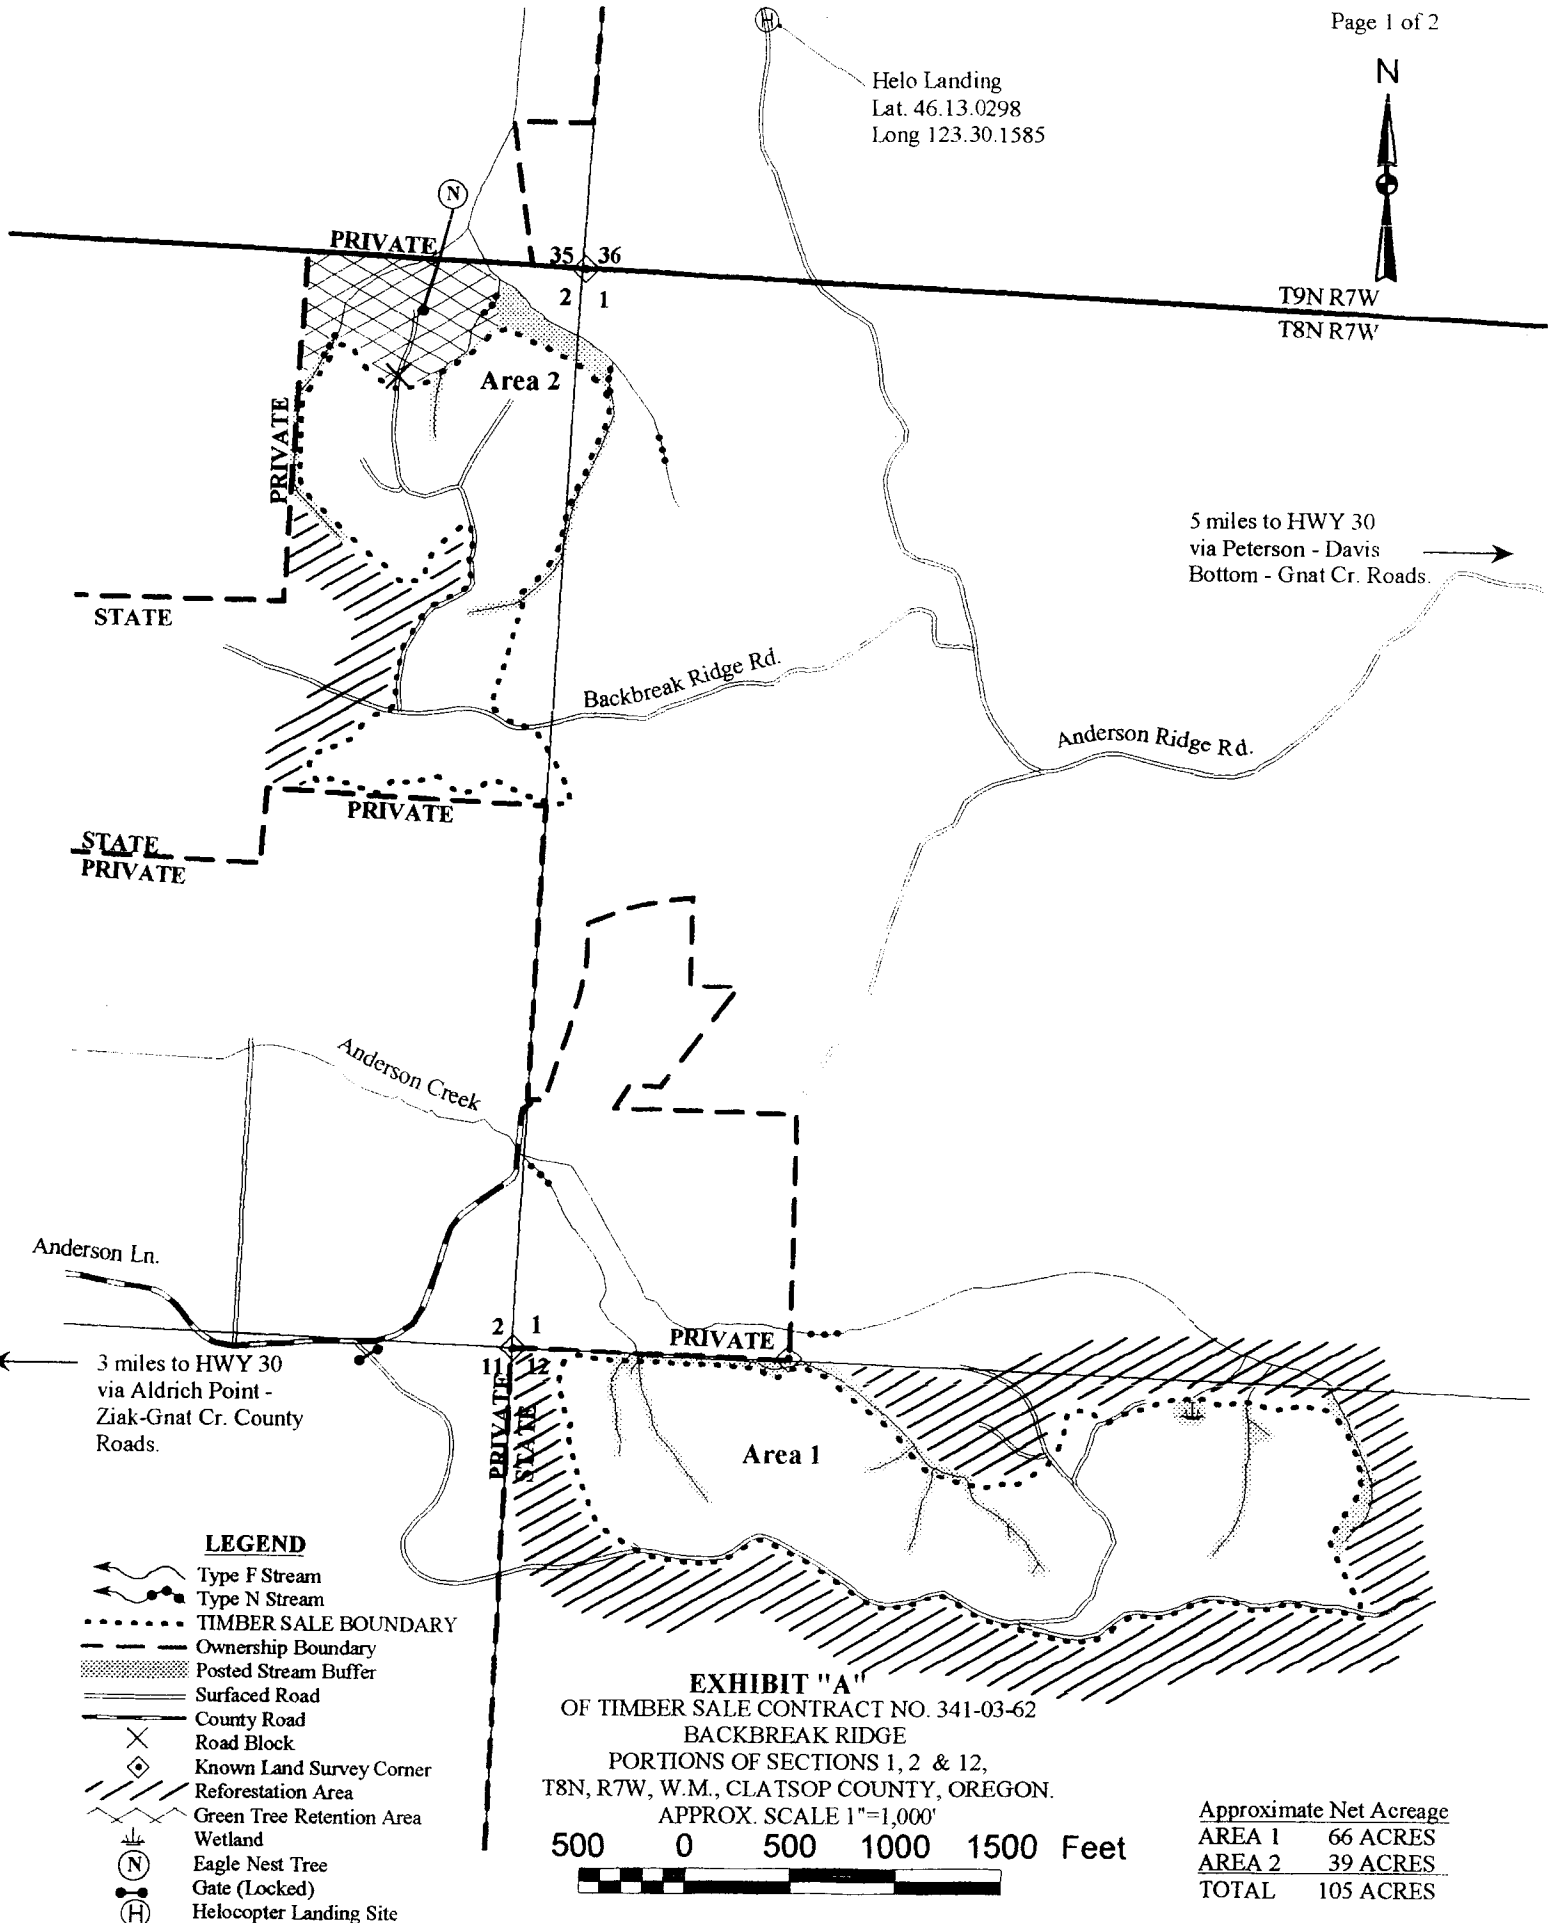 Page 1 of 2
H
N
Helo Landing
Lat. 46.13.0298
Long 123.30.1585
N
PRIVATE
35 36
2 1
T9N R7W
T8N R7W
Area 2
PRIVATE
5 miles to HWY 30
via Peterson - Davis
Bottom - Gnat Cr. Roads.
STATE
Backbreak Ridge Rd.
Anderson Ridge Rd.
PRIVATE
STATE
PRIVATE
Anderson Creek
Anderson Ln.
2 1
11 12
PRIVATE
3 miles to HWY 30
via Aldrich Point -
Ziak-Gnat Cr. County
Roads.
PRIVATE
STATE
Area 1
LEGEND
Type F Stream
Type N Stream
TIMBER SALE BOUNDARY
Ownership Boundary
Posted Stream Buffer
Surfaced Road
County Road
Road Block
Known Land Survey Corner
Reforestation Area
Green Tree Retention Area
Wetland
N Eagle Nest Tree
Gate (Locked)
H Helocopter Landing Site
EXHIBIT "A"
OF TIMBER SALE CONTRACT NO. 341-03-62
BACKBREAK RIDGE
PORTIONS OF SECTIONS 1, 2 & 12,
T8N, R7W, W.M., CLATSOP COUNTY, OREGON.
APPROX. SCALE 1"=1,000'
500 0 500 1000 1500 Feet
Approximate Net Acreage
AREA 1 66 ACRES
AREA 2 39 ACRES
TOTAL 105 ACRES